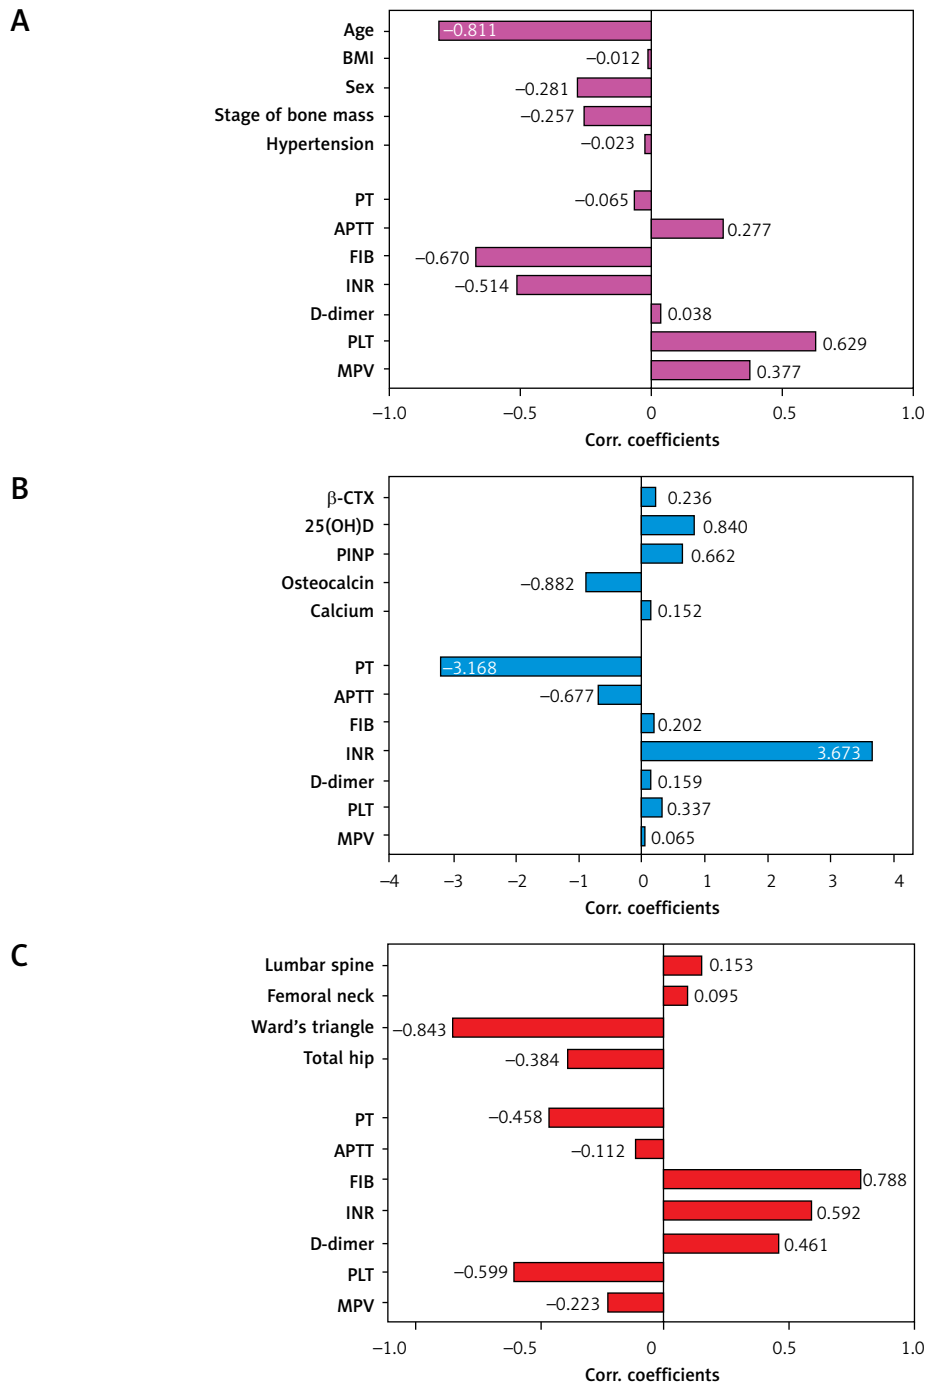 A
Age −0.811
BMI −0.012
Sex −0.281
Stage of bone mass −0.257
Hypertension −0.023
PT −0.065
APTT 0.277
FIB −0.670
INR −0.514
D-dimer 0.038
PLT 0.629
MPV 0.377
−1.0 −0.5 0 0.5 1.0
Corr. coefficients
B
β-CTX 0.236
25(OH)D 0.840
PINP 0.662
Osteocalcin −0.882
Calcium 0.152
PT −3.168
APTT −0.677
FIB 0.202
INR 3.673
D-dimer 0.159
PLT 0.337
MPV 0.065
−4 −3 −2 −1 0 1 2 3 4
Corr. coefficients
C
Lumbar spine 0.153
Femoral neck 0.095
Ward's triangle −0.843
Total hip −0.384
PT −0.458
APTT −0.112
FIB 0.788
INR 0.592
D-dimer 0.461
PLT −0.599
MPV −0.223
−1.0 −0.5 0 0.5 1.0
Corr. coefficients